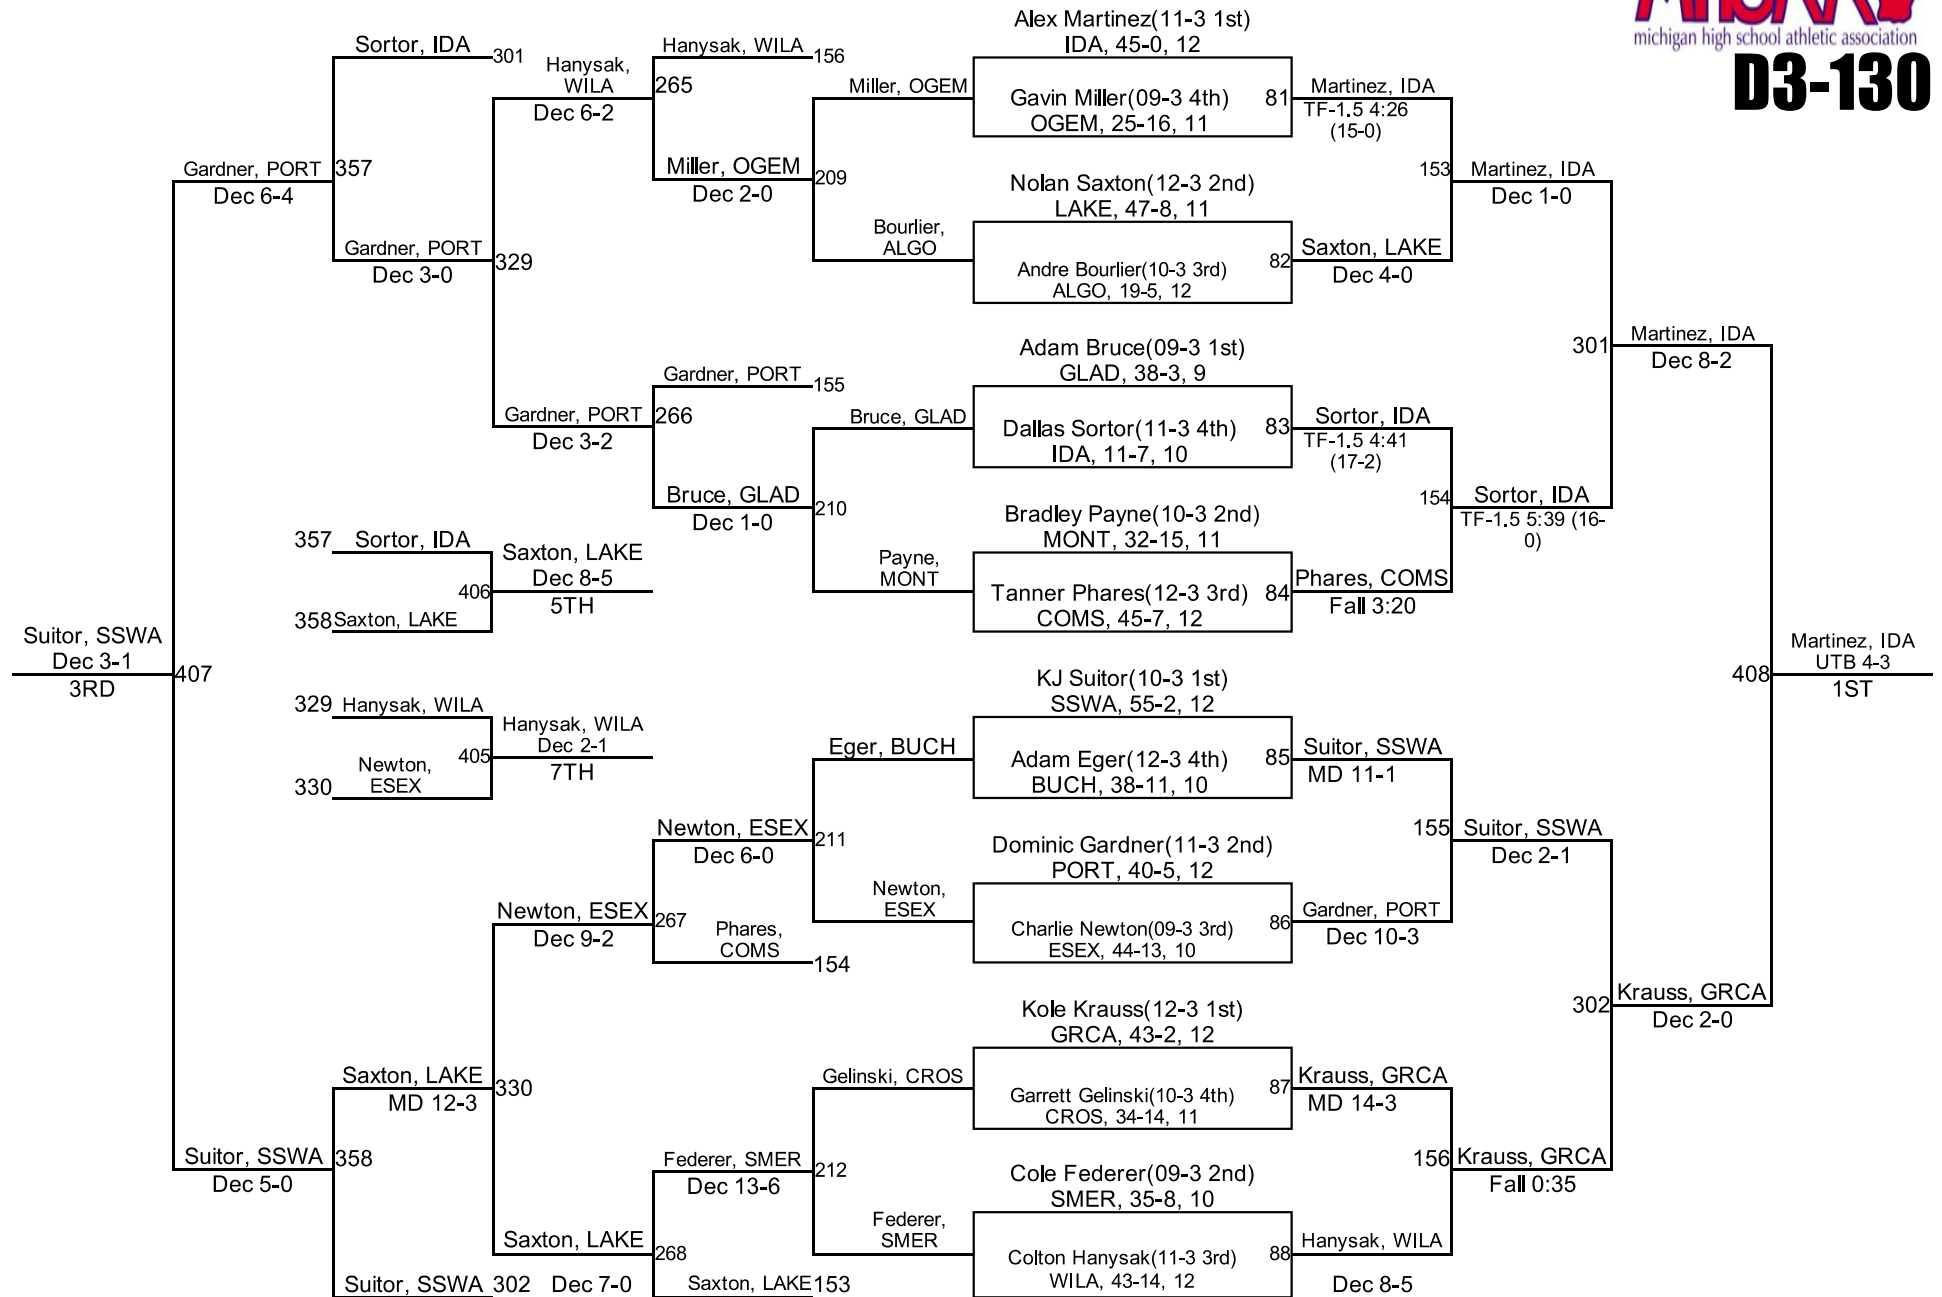 MHSAA
michigan high school athletic association
D3-130
Alex Martinez(11-3 1st)
IDA, 45-0, 12
Gavin Miller(09-3 4th)
OGEM, 25-16, 11
81
Nolan Saxton(12-3 2nd)
LAKE, 47-8, 11
Andre Bourlier(10-3 3rd)
ALGO, 19-5, 12
82
Adam Bruce(09-3 1st)
GLAD, 38-3, 9
Dallas Sortor(11-3 4th)
IDA, 11-7, 10
83
Bradley Payne(10-3 2nd)
MONT, 32-15, 11
Tanner Phares(12-3 3rd)
COMS, 45-7, 12
84
KJ Suitor(10-3 1st)
SSWA, 55-2, 12
Adam Eger(12-3 4th)
BUCH, 38-11, 10
85
Dominic Gardner(11-3 2nd)
PORT, 40-5, 12
Charlie Newton(09-3 3rd)
ESEX, 44-13, 10
86
Kole Krauss(12-3 1st)
GRCA, 43-2, 12
Garrett Gelinski(10-3 4th)
CROS, 34-14, 11
87
Cole Federer(09-3 2nd)
SMER, 35-8, 10
Colton Hanysak(11-3 3rd)
WILA, 43-14, 12
88
Martinez, IDA
TF-1.5 4:26
(15-0)
Saxton, LAKE
Dec 4-0
Sortor, IDA
TF-1.5 4:41
(17-2)
Phares, COMS
Fall 3:20
Suitor, SSWA
MD 11-1
Gardner, PORT
Dec 10-3
Krauss, GRCA
MD 14-3
Hanysak, WILA
Dec 8-5
153
Martinez, IDA
Dec 1-0
154
Sortor, IDA
TF-1.5 5:39 (16-
0)
155
Suitor, SSWA
Dec 2-1
156
Krauss, GRCA
Fall 0:35
301
Martinez, IDA
Dec 8-2
302
Krauss, GRCA
Dec 2-0
408
Martinez, IDA
UTB 4-3
1ST
Miller, OGEM
Bourlier,
ALGO
Bruce, GLAD
Payne,
MONT
Eger, BUCH
Newton,
ESEX
Gelinski, CROS
Federer,
SMER
Hanysak, WILA
156
Miller, OGEM
Dec 2-0
209
Gardner, PORT
155
Bruce, GLAD
Dec 1-0
210
Newton, ESEX
Dec 6-0
211
Phares,
COMS
154
Federer, SMER
Dec 13-6
212
Saxton, LAKE
153
Hanysak,
WILA
Dec 6-2
265
Gardner, PORT
Dec 3-2
266
Newton, ESEX
Dec 9-2
267
Saxton, LAKE
Dec 7-0
268
Sortor, IDA
301
Gardner, PORT
Dec 3-0
329
Saxton, LAKE
MD 12-3
330
Suitor, SSWA
302
Gardner, PORT
Dec 6-4
357
Suitor, SSWA
Dec 5-0
358
Suitor, SSWA
Dec 3-1
3RD
407
357
Sortor, IDA
358
Saxton, LAKE
406
Saxton, LAKE
Dec 8-5
5TH
329
Hanysak, WILA
330
Newton,
ESEX
405
Hanysak, WILA
Dec 2-1
7TH